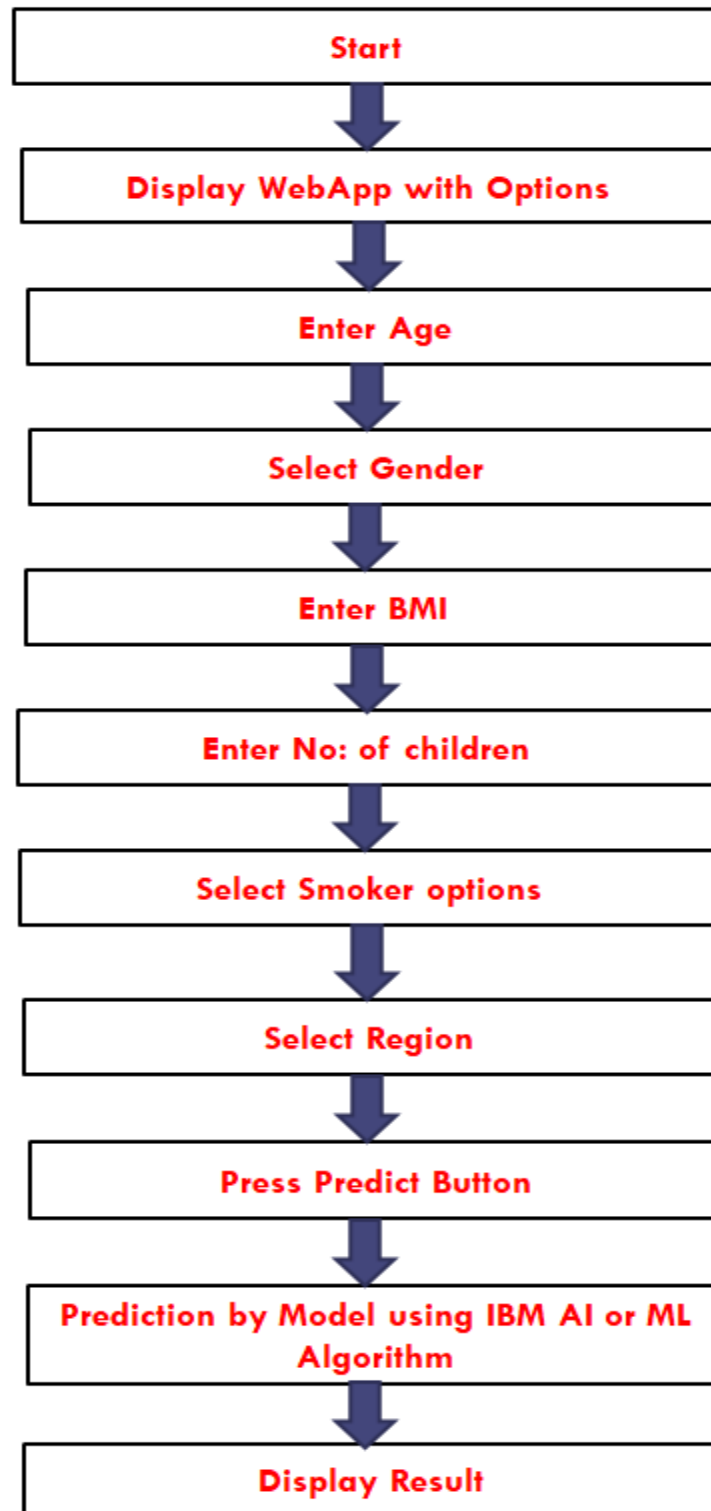 Start
Display WebApp with Options
Enter Age
Select Gender
Enter BMI
Enter No: of children
Select Smoker options
Select Region
Press Predict Button
Prediction by Model using IBM AI or ML
Algorithm
Display Result